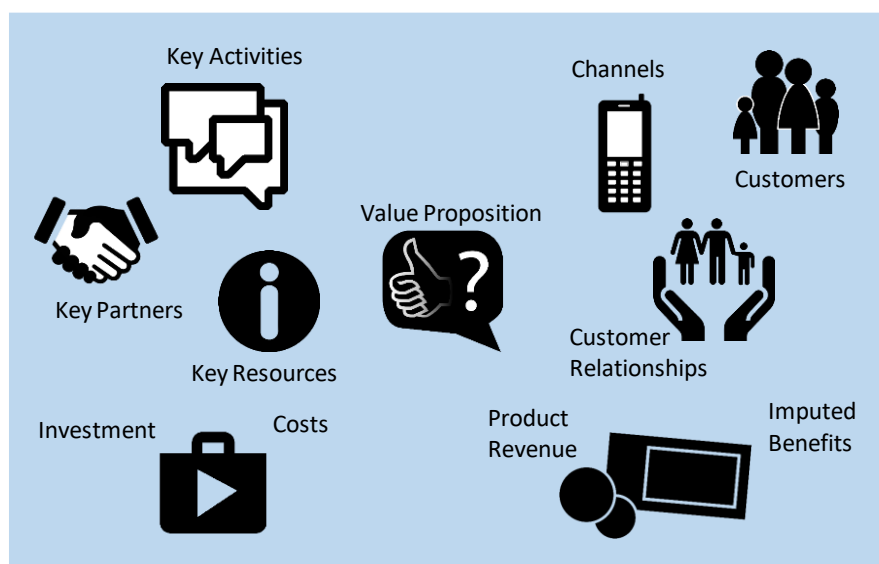 Key Activities
Channels
Customers
Value Proposition
?
Key Partners
i
Key Resources
Customer
Relationships
Investment
Costs
Product
Revenue
Imputed
Benefits